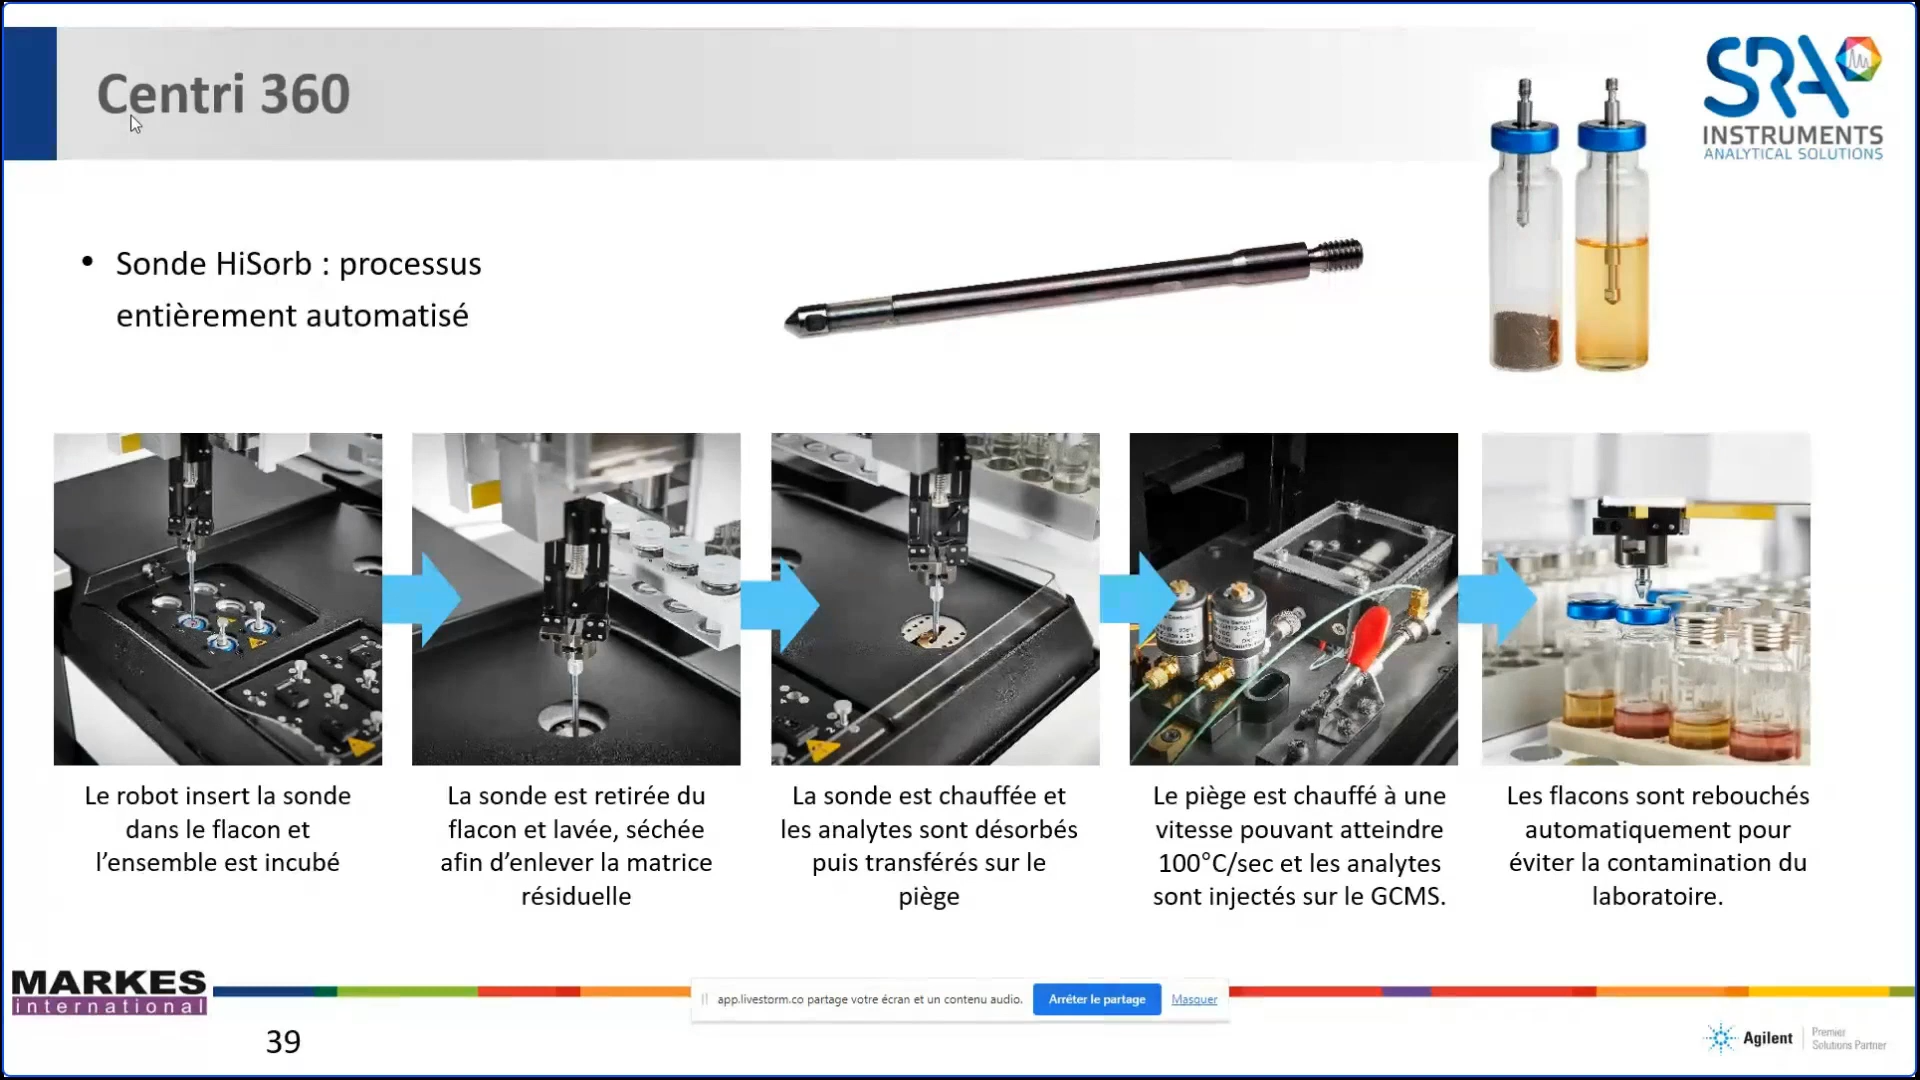 Centri 360
SRA
INSTRUMENTS
ANALYTICAL SOLUTIONS
• Sonde HiSorb : processus
entièrement automatisé
Le robot insert la sonde
dans le flacon et
l’ensemble est incubé
La sonde est retirée du
flacon et lavée, séchée
afin d’enlever la matrice
résiduelle
La sonde est chauffée et
les analytes sont désorbés
puis transférés sur le
piège
Le piège est chauffé à une
vitesse pouvant atteindre
100°C/sec et les analytes
sont injectés sur le GCMS.
Les flacons sont rebouchés
automatiquement pour
éviter la contamination du
laboratoire.
MARKES
international
app.livestorm.co partage votre écran et un contenu audio.
Arrêter le partage
Masquer
39
Agilent
Premier
Solutions Partner